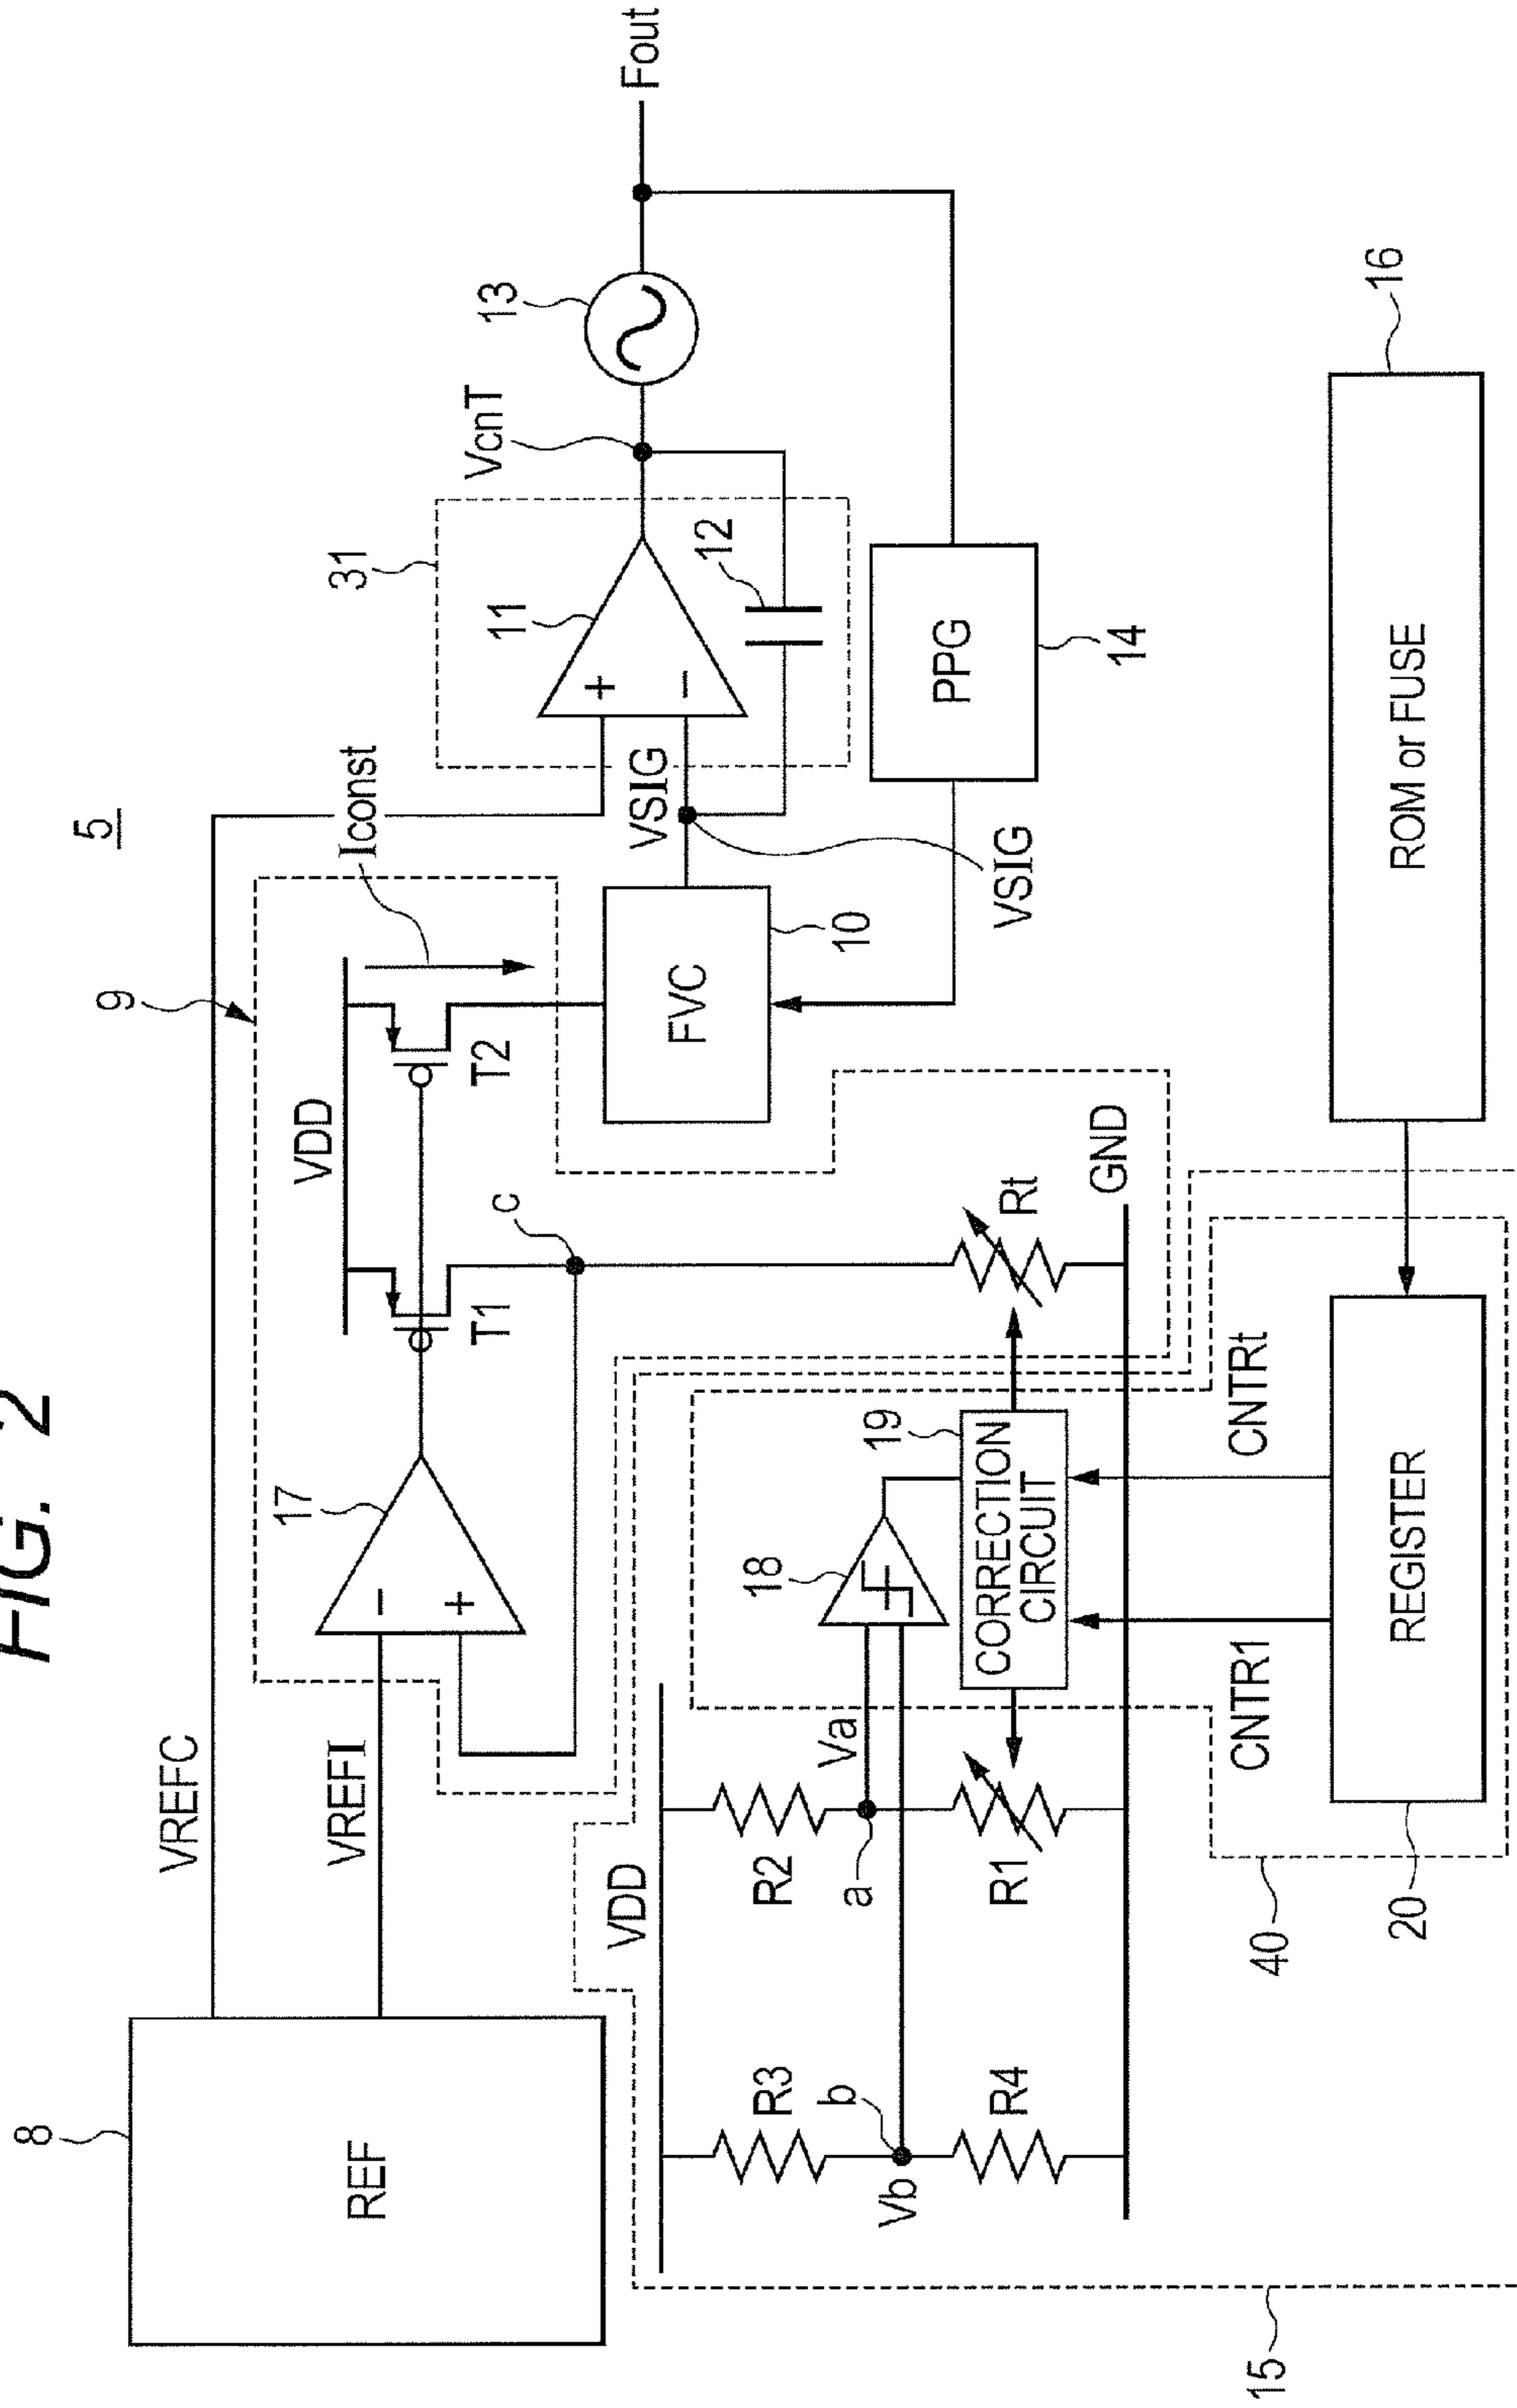 FIG. 2
5
8
REF
VREFC
VREFI
9
17
−
+
VDD
T1
T2
Iconst
c
FVC
10
VSIG
VSIG
31
11
+
−
12
VcnT
13
Fout
PPG
14
VDD
R3
R2
Va
a
b
Vb
R4
R1
18
19
CORRECTION
CIRCUIT
Rt
GND
CNTR1
CNTRt
REGISTER
20
40
15
ROM or FUSE
16